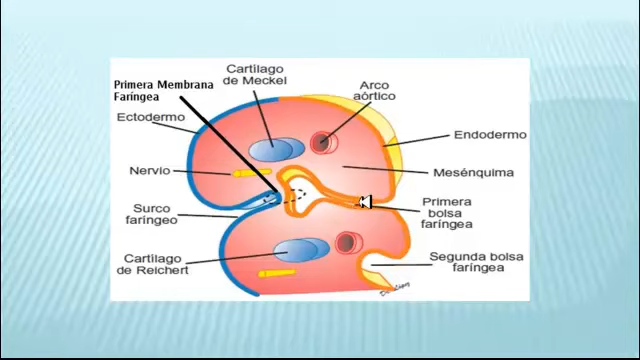 Cartílago
de Meckel
Primera Membrana
Faríngea
Arco
aórtico
Ectodermo
Endodermo
Nervio
Mesénquima
Surco
faríngeo
Primera
bolsa
faríngea
Cartílago
de Reichert
Segunda bolsa
faríngea